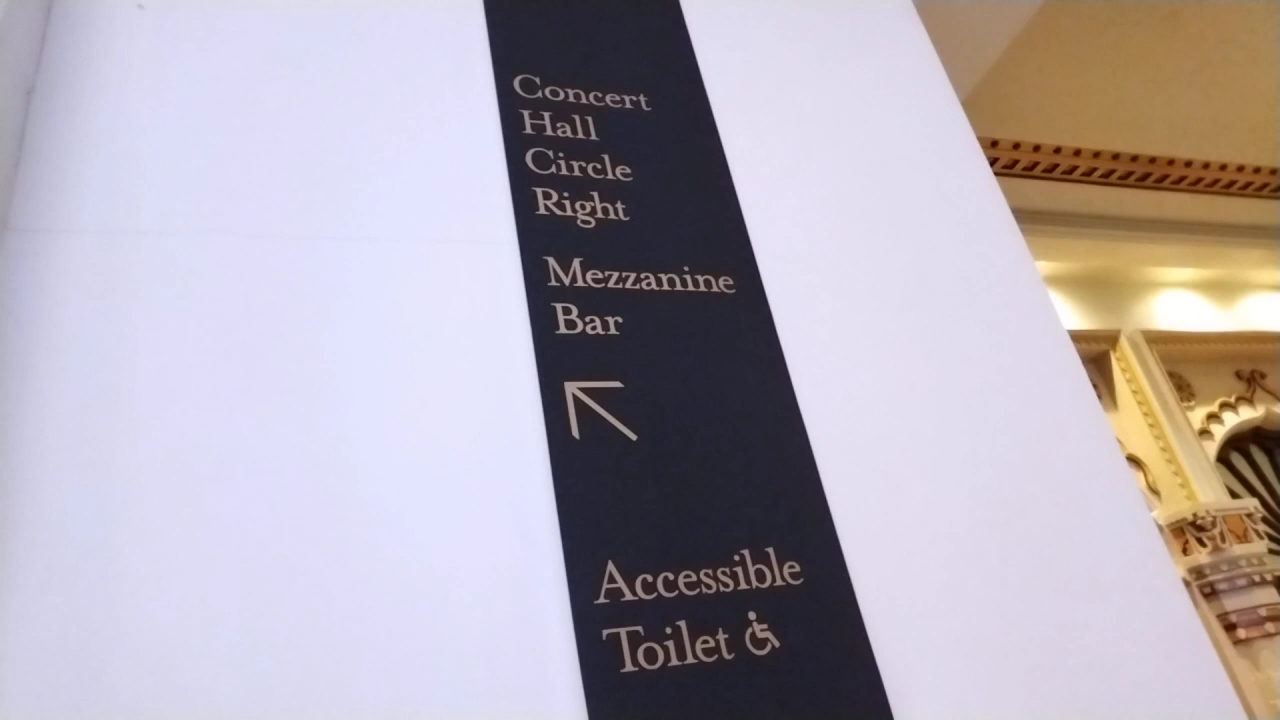 Concert
Hall
Circle
Right
Mezzanine
Bar
Accessible
Toilet